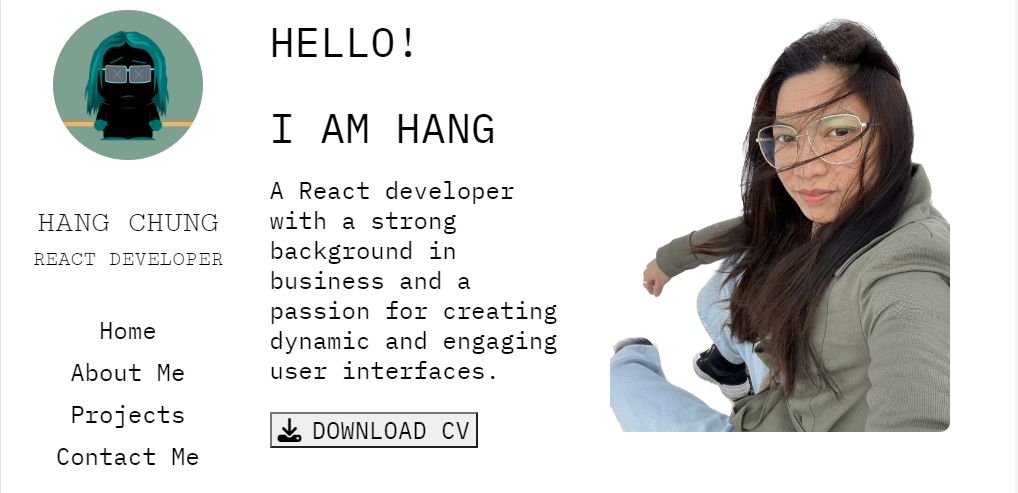 HANG CHUNG
REACT DEVELOPER
Home
About Me
Projects
Contact Me
HELLO!
I AM HANG
A React developer
with a strong
background in
business and a
passion for creating
dynamic and engaging
user interfaces.
DOWNLOAD CV